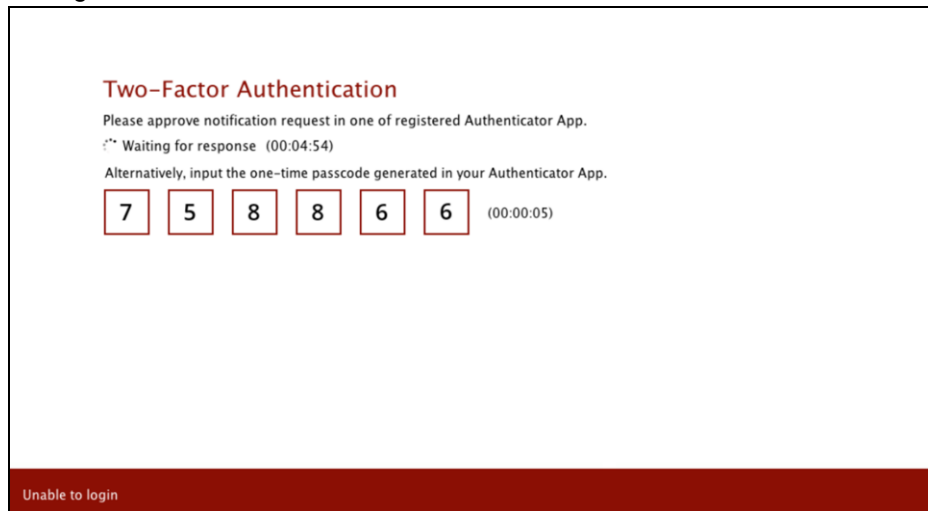 Two-Factor Authentication
Please approve notification request in one of registered Authenticator App.
Waiting for response (00:04:54)
Alternatively, input the one-time passcode generated in your Authenticator App.
7 5 8 8 6 6 (00:00:05)
Unable to login